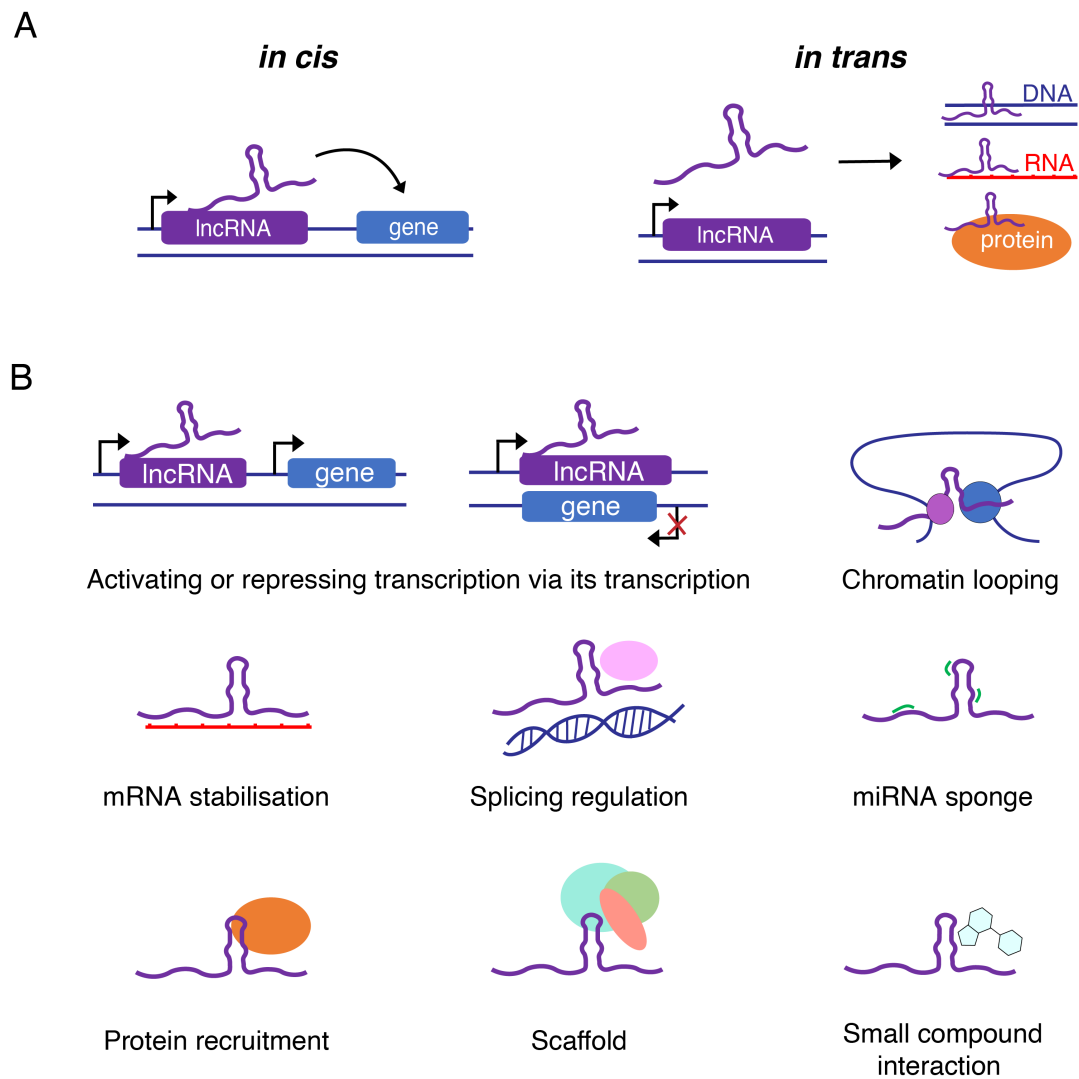 A
in cis
in trans
lncRNA
gene
lncRNA
DNA
RNA
protein
B
lncRNA
gene
lncRNA
gene
Activating or repressing transcription via its transcription
Chromatin looping
mRNA stabilisation
Splicing regulation
miRNA sponge
Protein recruitment
Scaffold
Small compound
interaction